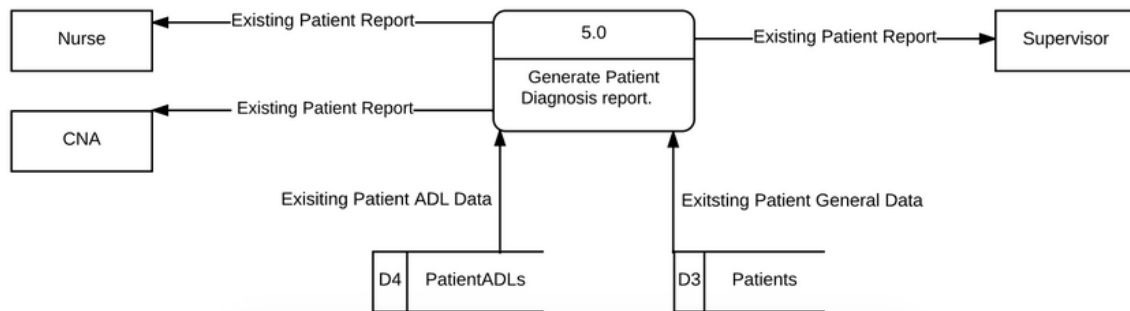 Existing Patient Report
Nurse
5.0
Existing Patient Report
Supervisor
Generate Patient
Diagnosis report.
Existing Patient Report
CNA
Exisiting Patient ADL Data
Exitsting Patient General Data
D4 PatientADLs
D3 Patients